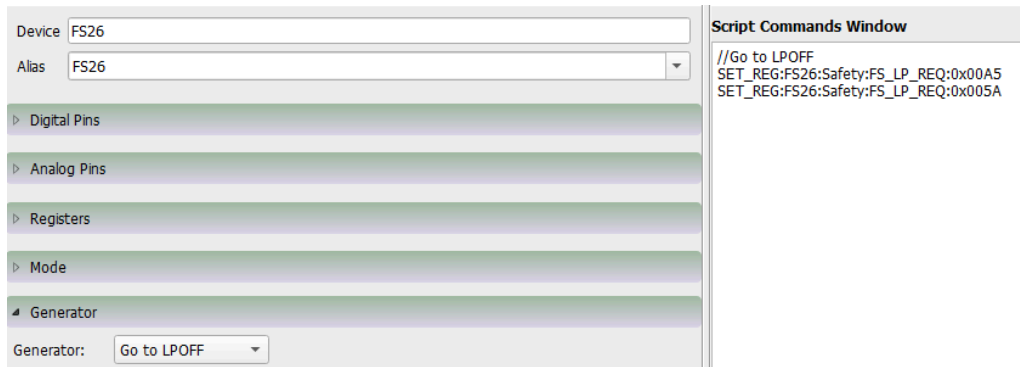 Device FS26
Alias FS26
Digital Pins
Analog Pins
Registers
Mode
Generator
Generator: Go to LPOFF
Script Commands Window
//Go to LPOFF
SET_REG:FS26:Safety:FS_LP_REQ:0x00A5
SET_REG:FS26:Safety:FS_LP_REQ:0x005A